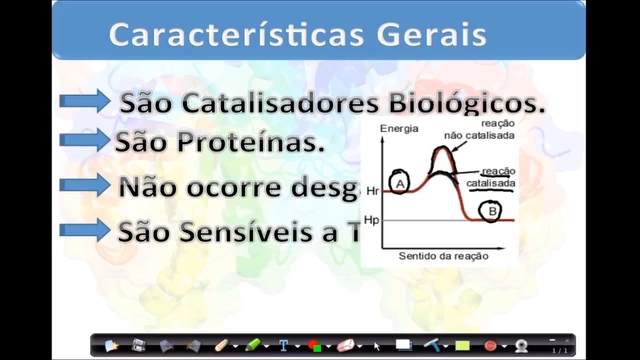 Características Gerais
São Catalisadores Biológicos.
São Proteínas.
Não ocorre
São Sensíveis a
Energia
reação
não catalisada
reação
catalisada
A
Hr
B
Hp
Sentido da reação
T
1/1